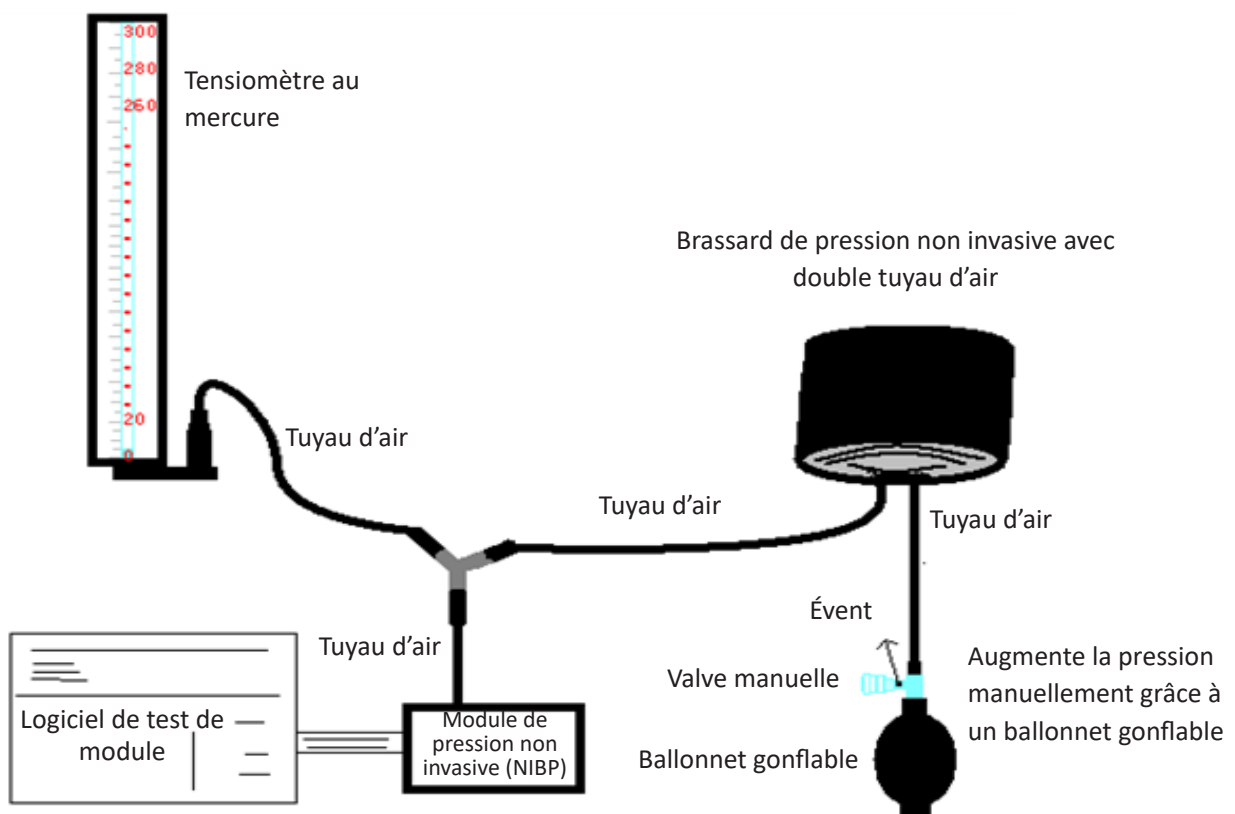 300
280
260
20
0
Tensiomètre au
mercure
Brassard de pression non invasive avec
double tuyau d’air
Tuyau d’air
Tuyau d’air
Tuyau d’air
Tuyau d’air
Évent
Valve manuelle
Augmente la pression
manuellement grâce à
un ballonnet gonflable
Ballonnet gonflable
Logiciel de test de
module
Module de
pression non
invasive (NIBP)